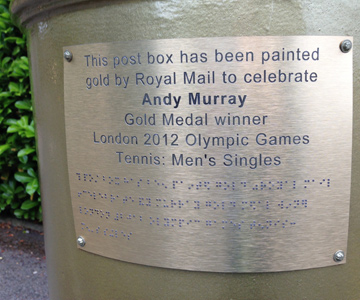 This post box has been painted
gold by Royal Mail to celebrate
Andy Murray
Gold Medal winner
London 2012 Olympic Games
Tennis: Men's Singles